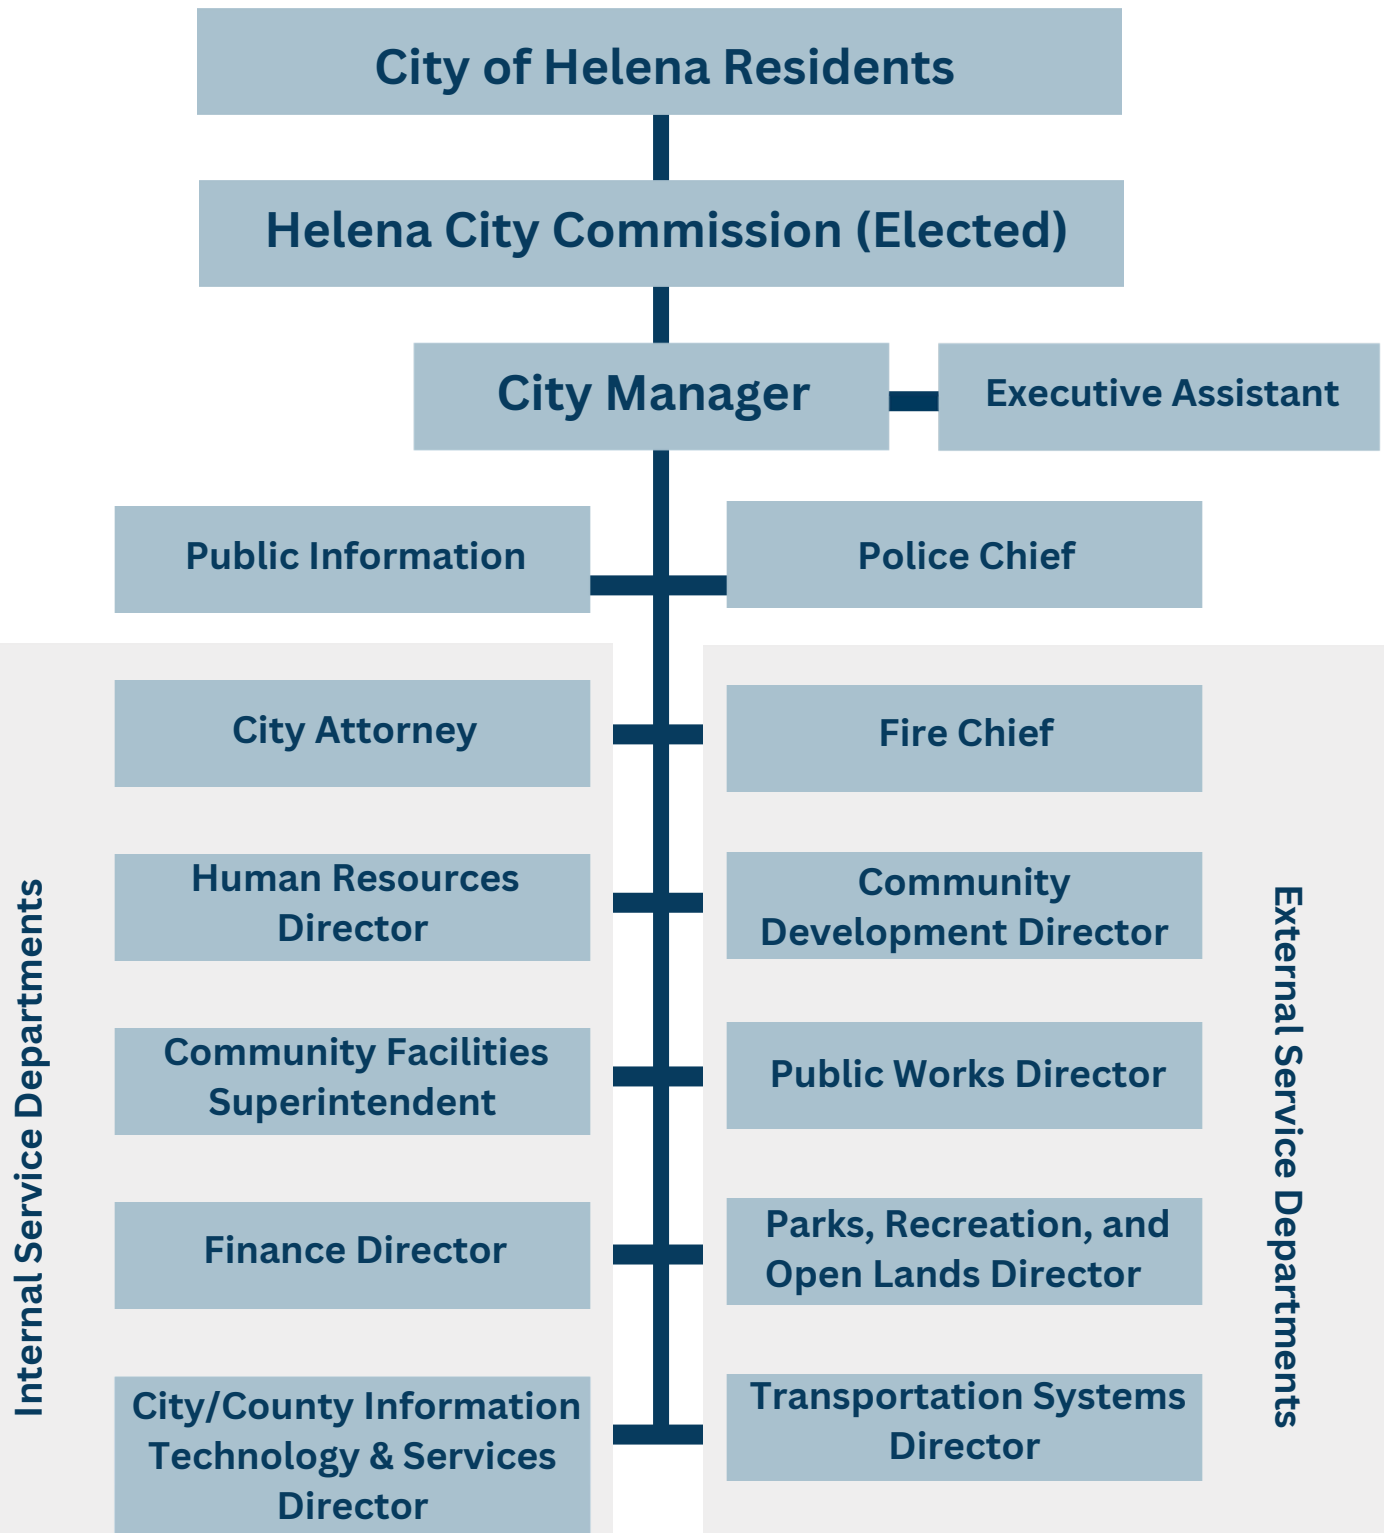 City of Helena Residents
Helena City Commission (Elected)
City Manager
Executive Assistant
Public Information
Police Chief
Internal Service Departments
City Attorney
Human Resources
Director
Community Facilities
Superintendent
Finance Director
City/County Information
Technology & Services
Director
Fire Chief
Community
Development Director
Public Works Director
Parks, Recreation, and
Open Lands Director
Transportation Systems
Director
External Service Departments